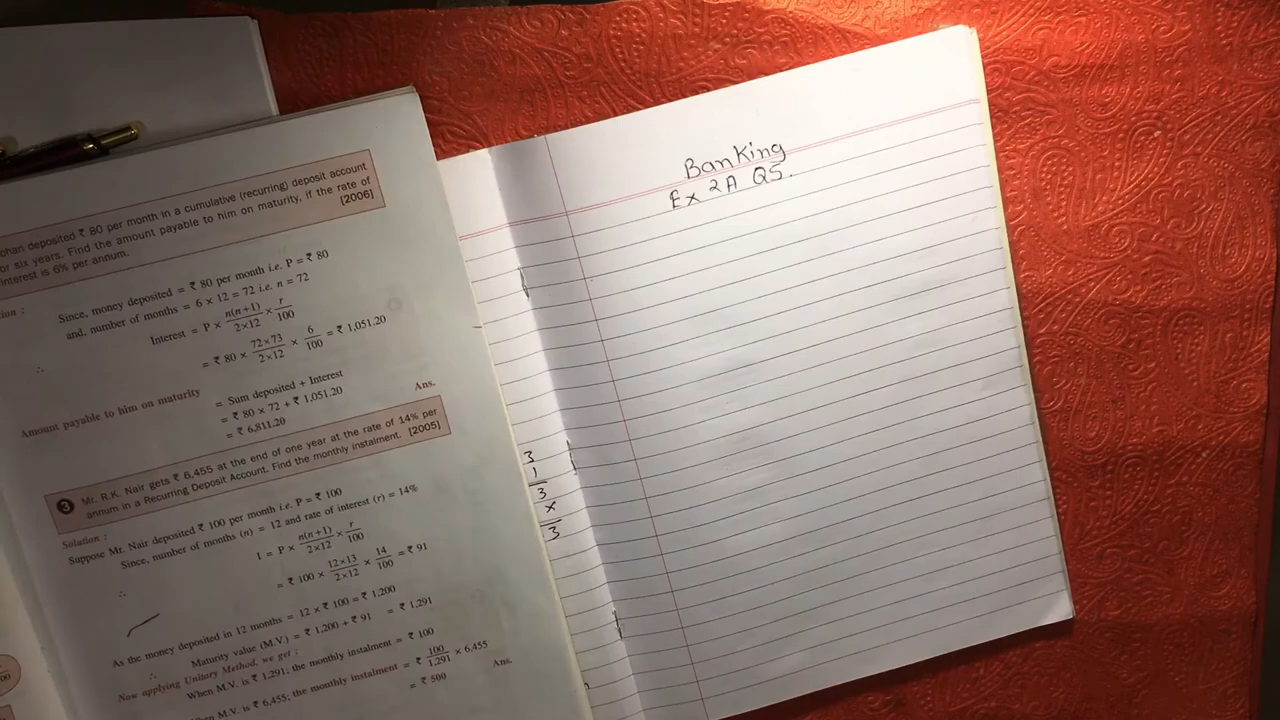 ohan deposited ₹ 80 per month in a cumulative (recurring) deposit account
or six years. Find the amount payable to him on maturity, if the rate of
interest is 6% per annum. [2006]
Since, money deposited = ₹ 80 per month i.e. P = ₹ 80
and, number of months = 6 × 12 = 72 i.e. n = 72
∴ Interest = P × n(n+1)/2×12 × r/100
= ₹ 80 × 72×73/2×12 × 6/100 = ₹ 1,051.20
Amount payable to him on maturity
= Sum deposited + Interest
= ₹ 80 × 72 + ₹ 1,051.20
= ₹ 6,811.20 Ans.
3 Mr. R.K. Nair gets ₹ 6,455 at the end of one year at the rate of 14% per
annum in a Recurring Deposit Account. Find the monthly instalment. [2005]
Solution :
Suppose Mr. Nair deposited ₹ 100 per month i.e. P = ₹ 100
Since, number of months (n) = 12 and rate of interest (r) = 14%
∴ I = P × n(n+1)/2×12 × r/100
= ₹ 100 × 12×13/2×12 × 14/100 = ₹ 91
As the money deposited in 12 months = 12 × ₹ 100 = ₹ 1,200
∴ Maturity value (M.V.) = ₹ 1,200 + ₹ 91 = ₹ 1,291
Now applying Unitary Method, we get :
When M.V. is ₹ 1,291; the monthly instalment = ₹ 100
When M.V. is ₹ 6,455; the monthly instalment = ₹ 100/1,291 × 6,455
= ₹ 500 Ans.
Banking
Ex 2A Q5.
3
1
3
×
3